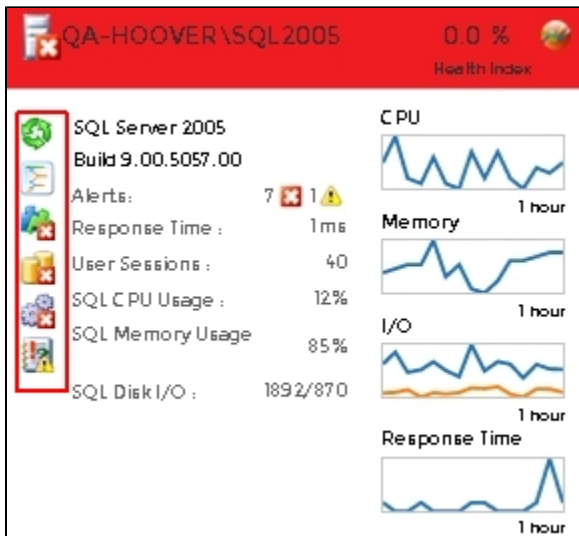 QA-HOOVER\SQL2005
0.0 %
Health Index
SQL Server 2005
Build 9.00.5057.00
Alerts: 7 1
Response Time : 1ms
User Sessions : 40
SQL CPU Usage : 12%
SQL Memory Usage 85%
SQL Disk I/O : 1892/870
CPU
1 hour
Memory
1 hour
I/O
1 hour
Response Time
1 hour